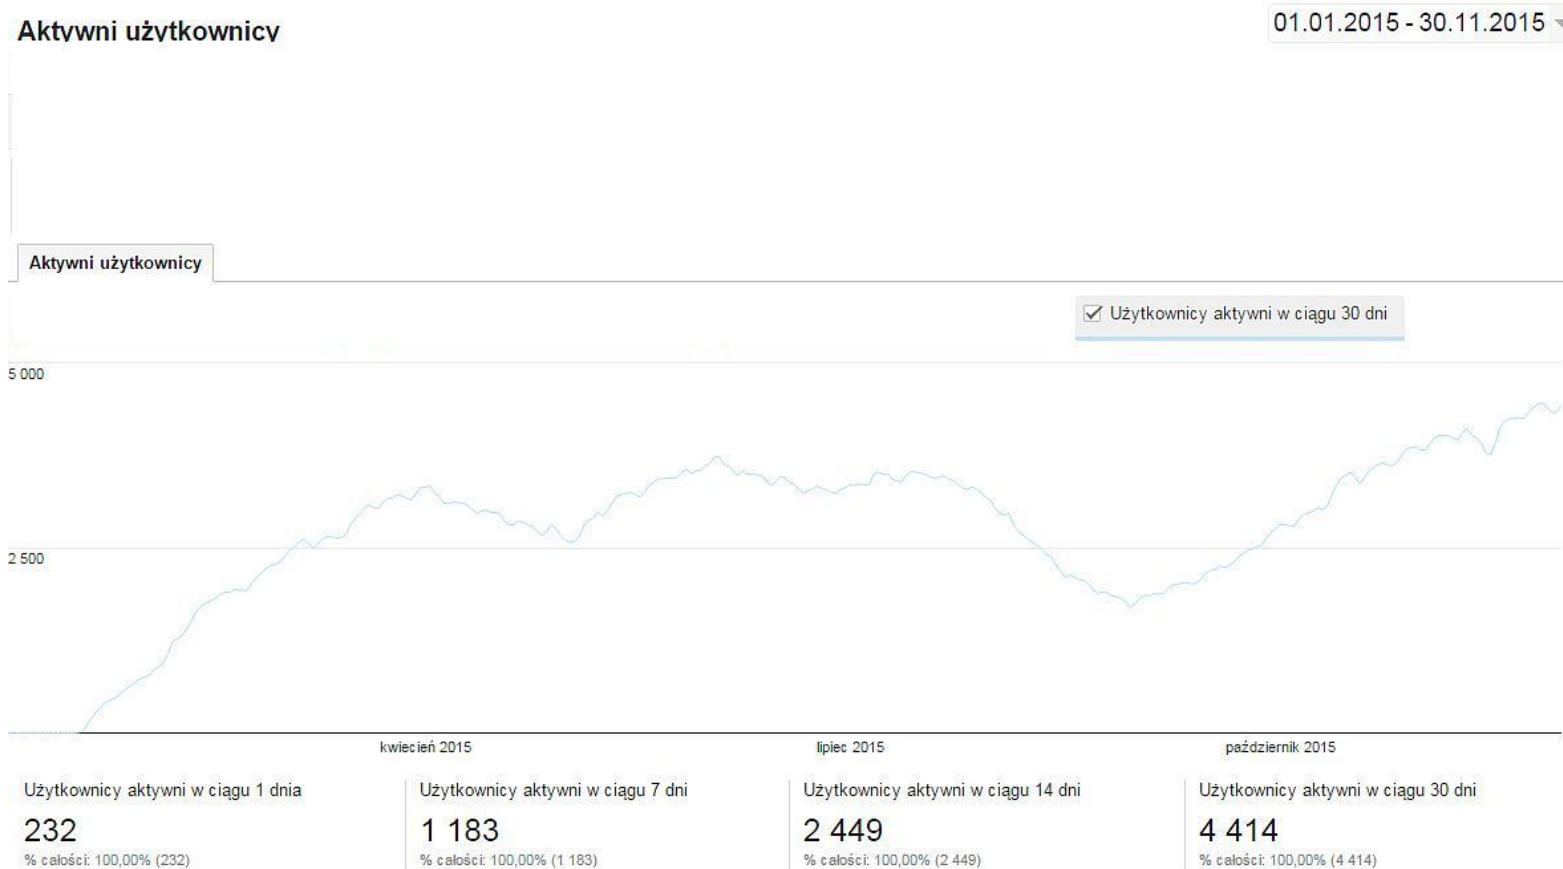 Aktywni użytkownicy
01.01.2015 - 30.11.2015
Aktywni użytkownicy
Użytkownicy aktywni w ciągu 30 dni
5 000
2 500
kwiecień 2015
lipiec 2015
październik 2015
Użytkownicy aktywni w ciągu 1 dnia
232
% całości: 100,00% (232)
Użytkownicy aktywni w ciągu 7 dni
1 183
% całości: 100,00% (1 183)
Użytkownicy aktywni w ciągu 14 dni
2 449
% całości: 100,00% (2 449)
Użytkownicy aktywni w ciągu 30 dni
4 414
% całości: 100,00% (4 414)